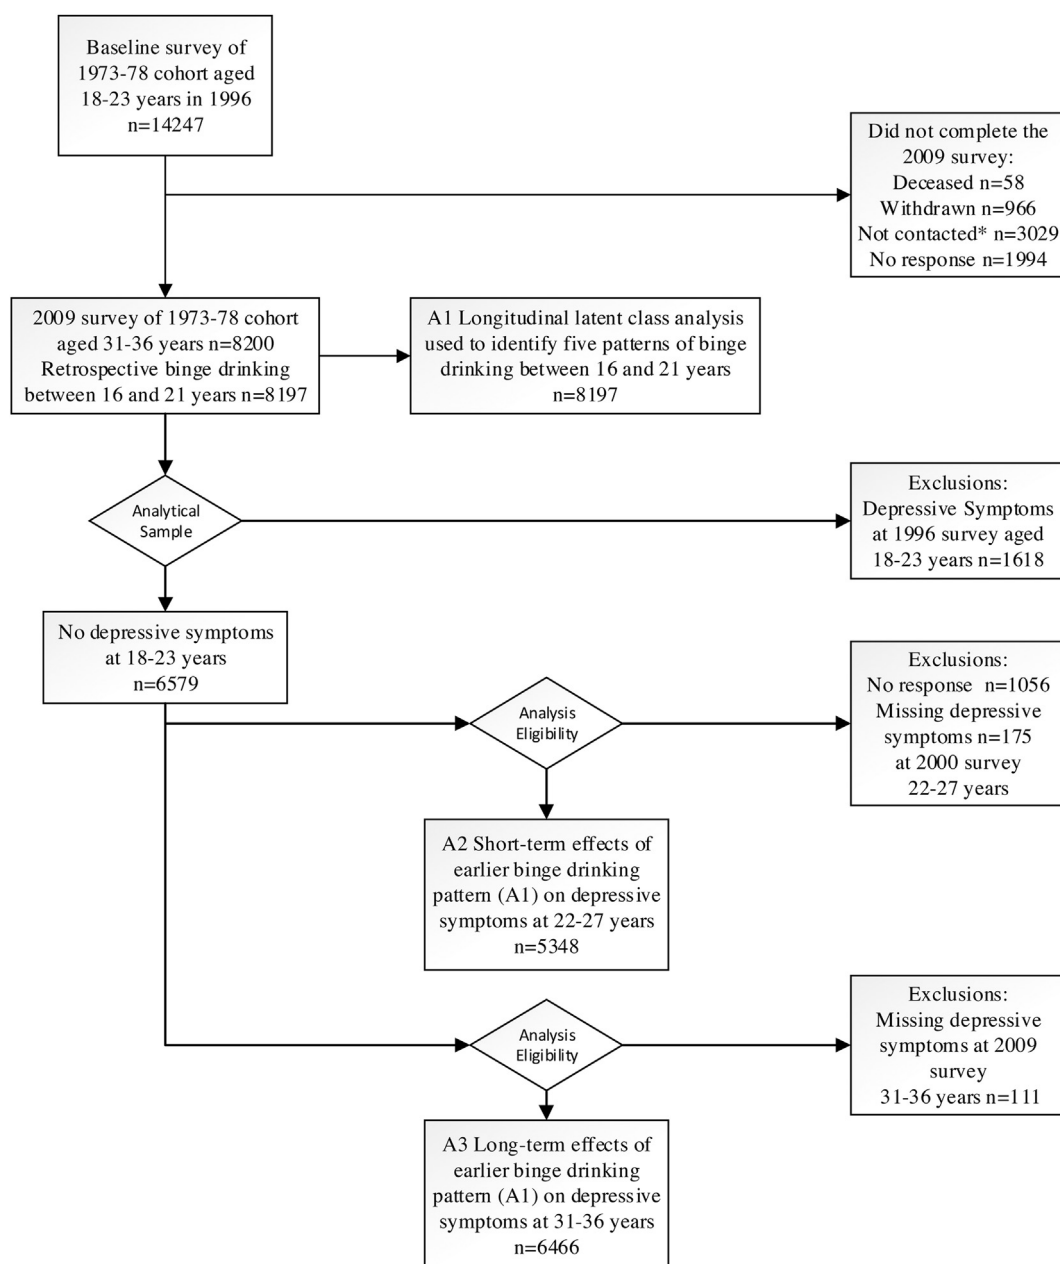 Baseline survey of
1973-78 cohort aged
18-23 years in 1996
n=14247
Did not complete the
2009 survey:
Deceased n=58
Withdrawn n=966
Not contacted* n=3029
No response n=1994
2009 survey of 1973-78 cohort
aged 31-36 years n=8200
Retrospective binge drinking
between 16 and 21 years n=8197
A1 Longitudinal latent class analysis
used to identify five patterns of binge
drinking between 16 and 21 years
n=8197
Analytical
Sample
Exclusions:
Depressive Symptoms
at 1996 survey aged
18-23 years n=1618
No depressive symptoms
at 18-23 years
n=6579
Analysis
Eligibility
Exclusions:
No response n=1056
Missing depressive
symptoms n=175
at 2000 survey
22-27 years
A2 Short-term effects of
earlier binge drinking
pattern (A1) on depressive
symptoms at 22-27 years
n=5348
Analysis
Eligibility
Exclusions:
Missing depressive
symptoms at 2009
survey
31-36 years n=111
A3 Long-term effects of
earlier binge drinking
pattern (A1) on depressive
symptoms at 31-36 years
n=6466